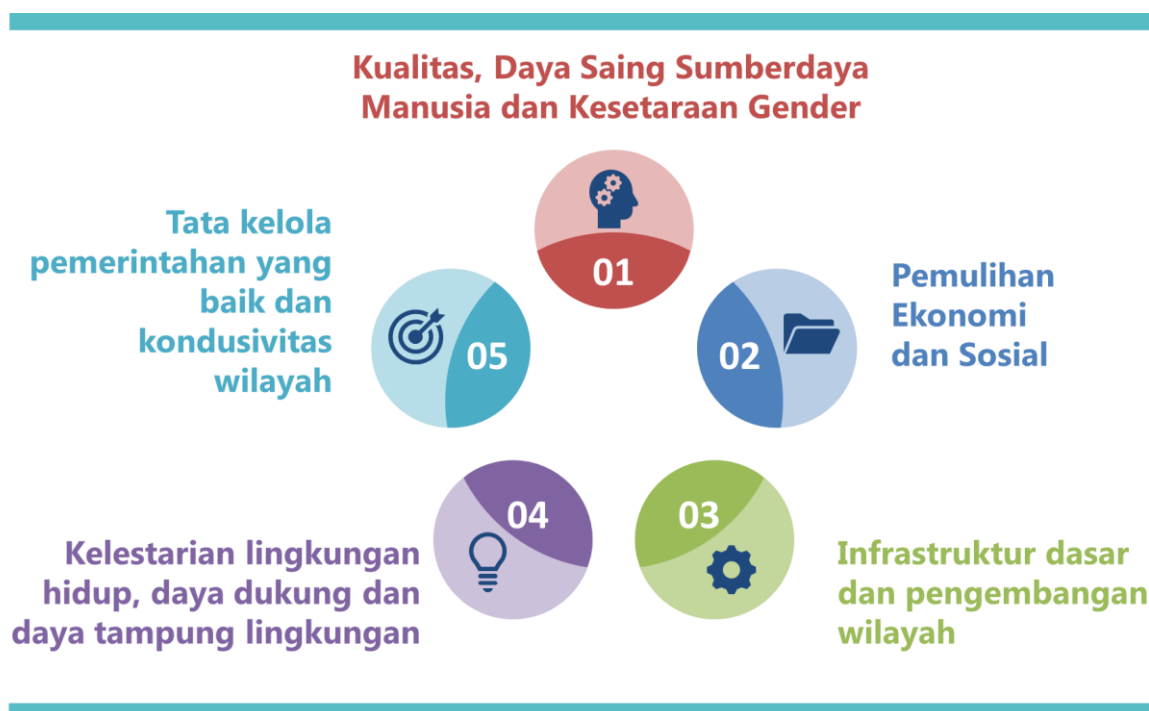 Kualitas, Daya Saing Sumberdaya
Manusia dan Kesetaraan Gender
01
Pemulihan
Ekonomi
dan Sosial
02
Infrastruktur dasar
dan pengembangan
wilayah
03
Kelestarian lingkungan
hidup, daya dukung dan
daya tampung lingkungan
04
Tata kelola
pemerintahan yang
baik dan
kondusivitas
wilayah
05